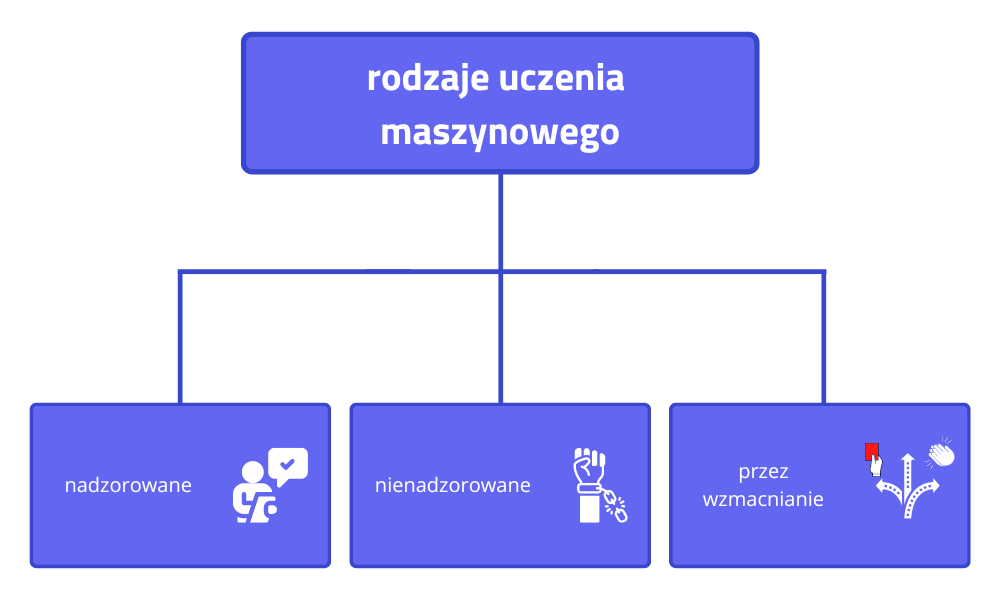 rodzaje uczenia
maszynowego
nadzorowane
nienadzorowane
przez
wzmacnianie